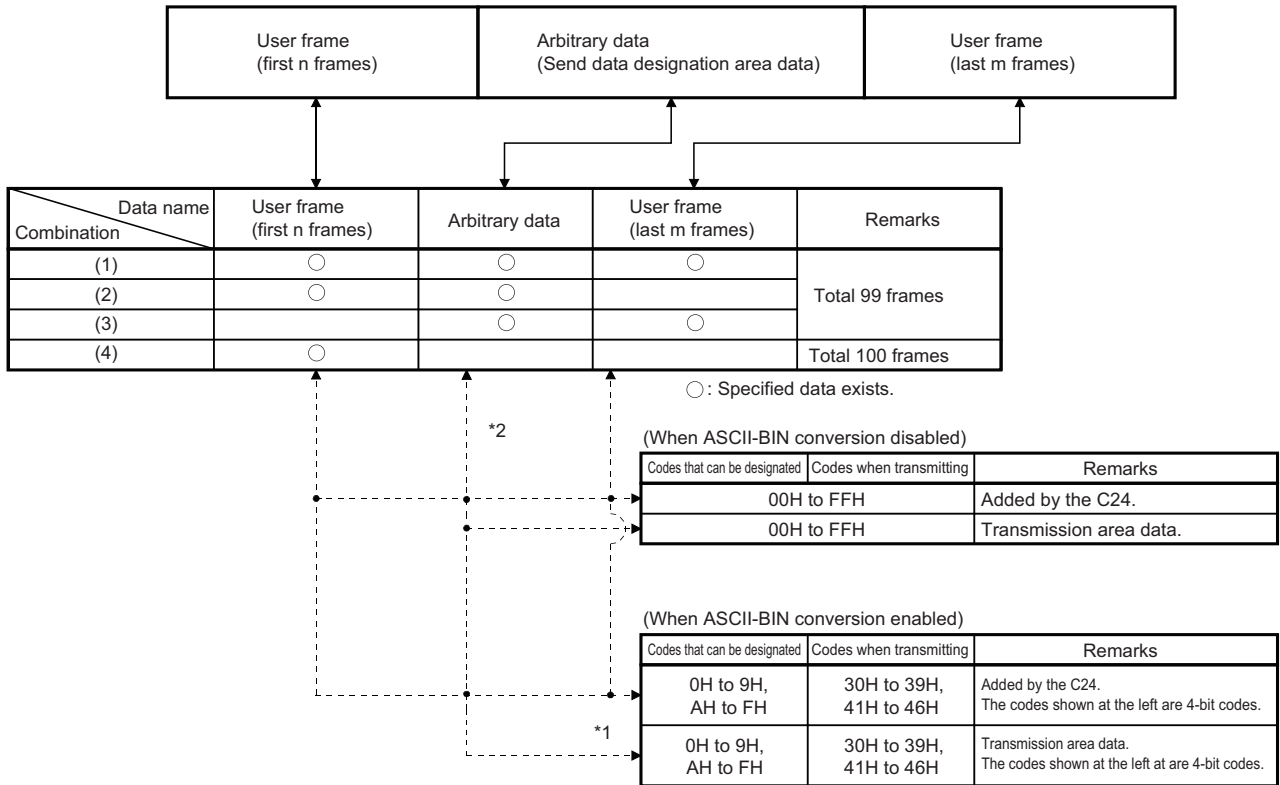 User frame
(first n frames)
Arbitrary data
(Send data designation area data)
User frame
(last m frames)
Data name
Combination
User frame
(first n frames)
Arbitrary data
User frame
(last m frames)
Remarks
(1) ○ ○ ○
Total 99 frames
(2) ○ ○
(3) ○ ○
(4) ○ Total 100 frames
○ : Specified data exists.
*2
(When ASCII-BIN conversion disabled)
Codes that can be designated Codes when transmitting Remarks
00H to FFH Added by the C24.
00H to FFH Transmission area data.
(When ASCII-BIN conversion enabled)
Codes that can be designated Codes when transmitting Remarks
0H to 9H,
AH to FH
30H to 39H,
41H to 46H
Added by the C24.
The codes shown at the left are 4-bit codes.
*1
0H to 9H,
AH to FH
30H to 39H,
41H to 46H
Transmission area data.
The codes shown at the left at are 4-bit codes.